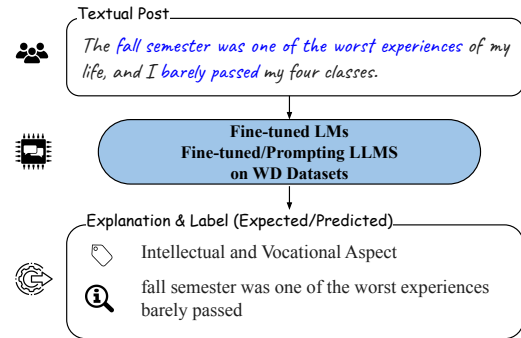 Textual Post
The fall semester was one of the worst experiences of my
life, and I barely passed my four classes.
Fine-tuned LMs
Fine-tuned/Prompting LLMS
on WD Datasets
Explanation & Label (Expected/Predicted)
Intellectual and Vocational Aspect
fall semester was one of the worst experiences
barely passed